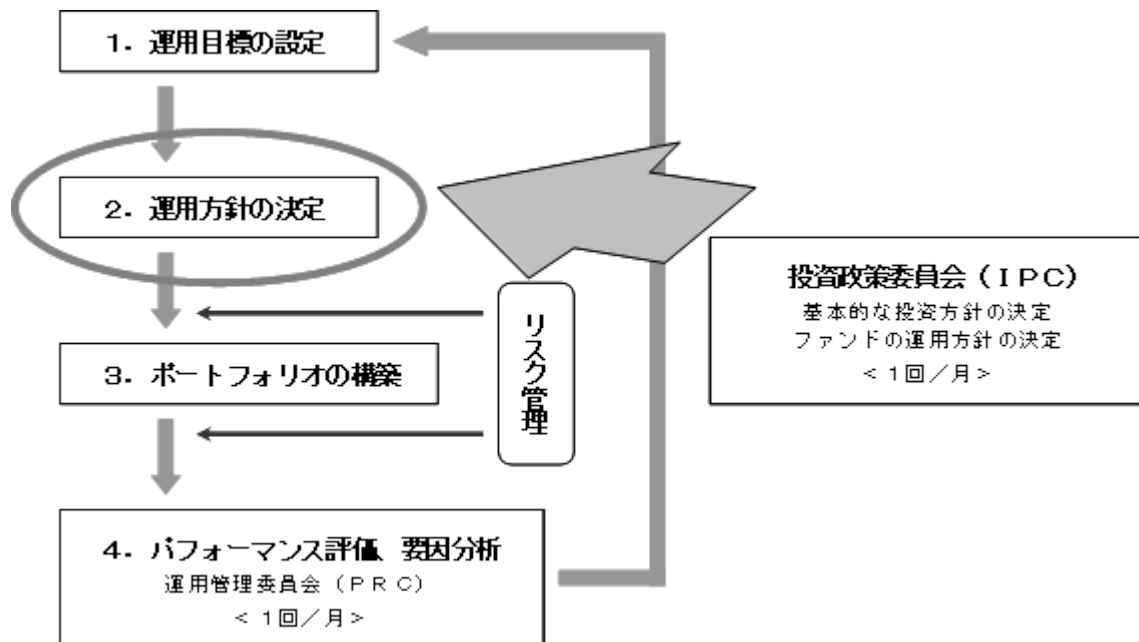 1．運用目標の設定
2．運用方針の決定
リスク管理
3．ポートフォリオの構築
4．パフォーマンス評価、要因分析
運用管理委員会（ＰＲＣ）
＜１回／月＞
投資政策委員会（ＩＰＣ）
基本的な投資方針の決定
ファンドの運用方針の決定
＜１回／月＞